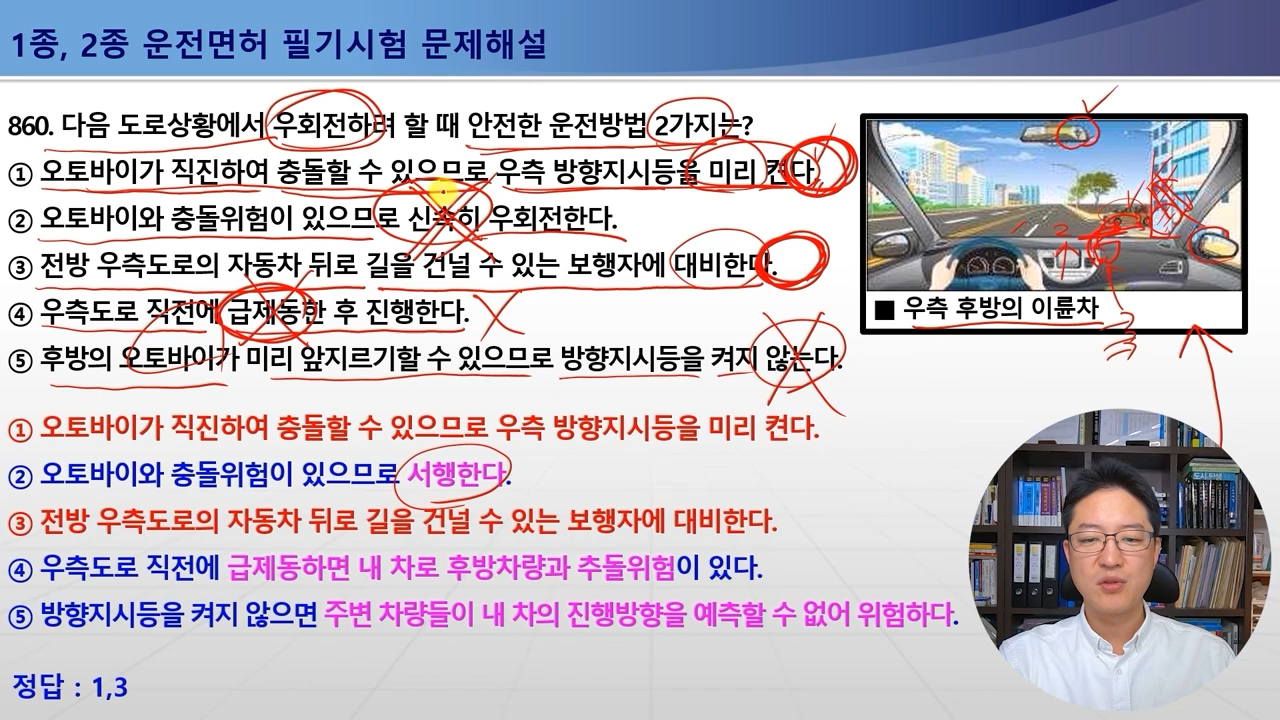 1종, 2종 운전면허 필기시험 문제해설
860. 다음 도로상황에서 우회전하려 할 때 안전한 운전방법 2가지는?
① 오토바이가 직진하여 충돌할 수 있으므로 우측 방향지시등을 미리 켠다.
② 오토바이와 충돌위험이 있으므로 신속히 우회전한다.
③ 전방 우측도로의 자동차 뒤로 길을 건널 수 있는 보행자에 대비한다.
④ 우측도로 직전에 급제동한 후 진행한다.
⑤ 후방의 오토바이가 미리 앞지르기할 수 있으므로 방향지시등을 켜지 않는다.
■ 우측 후방의 이륜차
① 오토바이가 직진하여 충돌할 수 있으므로 우측 방향지시등을 미리 켠다.
② 오토바이와 충돌위험이 있으므로 서행한다.
③ 전방 우측도로의 자동차 뒤로 길을 건널 수 있는 보행자에 대비한다.
④ 우측도로 직전에 급제동하면 내 차로 후방차량과 추돌위험이 있다.
⑤ 방향지시등을 켜지 않으면 주변 차량들이 내 차의 진행방향을 예측할 수 없어 위험하다.
정답 : 1,3